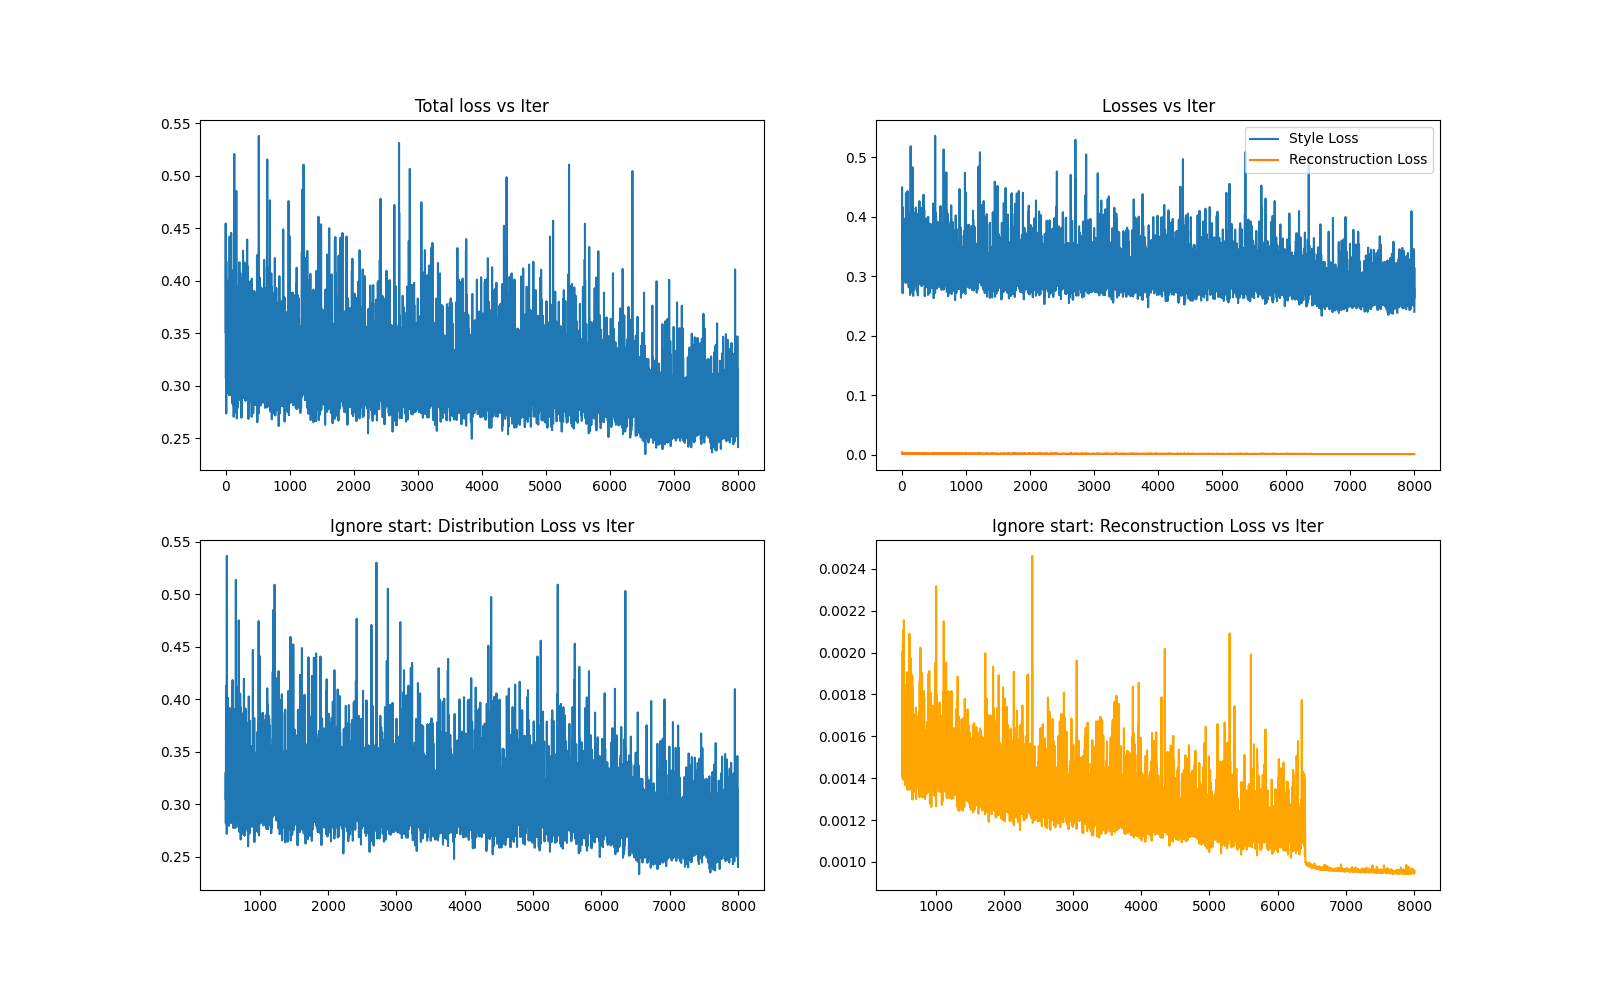 Total loss vs Iter
0.55
0.50
0.45
0.40
0.35
0.30
0.25
0 1000 2000 3000 4000 5000 6000 7000 8000
Losses vs Iter
Style Loss
Reconstruction Loss
0.5
0.4
0.3
0.2
0.1
0.0
0 1000 2000 3000 4000 5000 6000 7000 8000
Ignore start: Distribution Loss vs Iter
0.55
0.50
0.45
0.40
0.35
0.30
0.25
1000 2000 3000 4000 5000 6000 7000 8000
Ignore start: Reconstruction Loss vs Iter
0.0024
0.0022
0.0020
0.0018
0.0016
0.0014
0.0012
0.0010
1000 2000 3000 4000 5000 6000 7000 8000